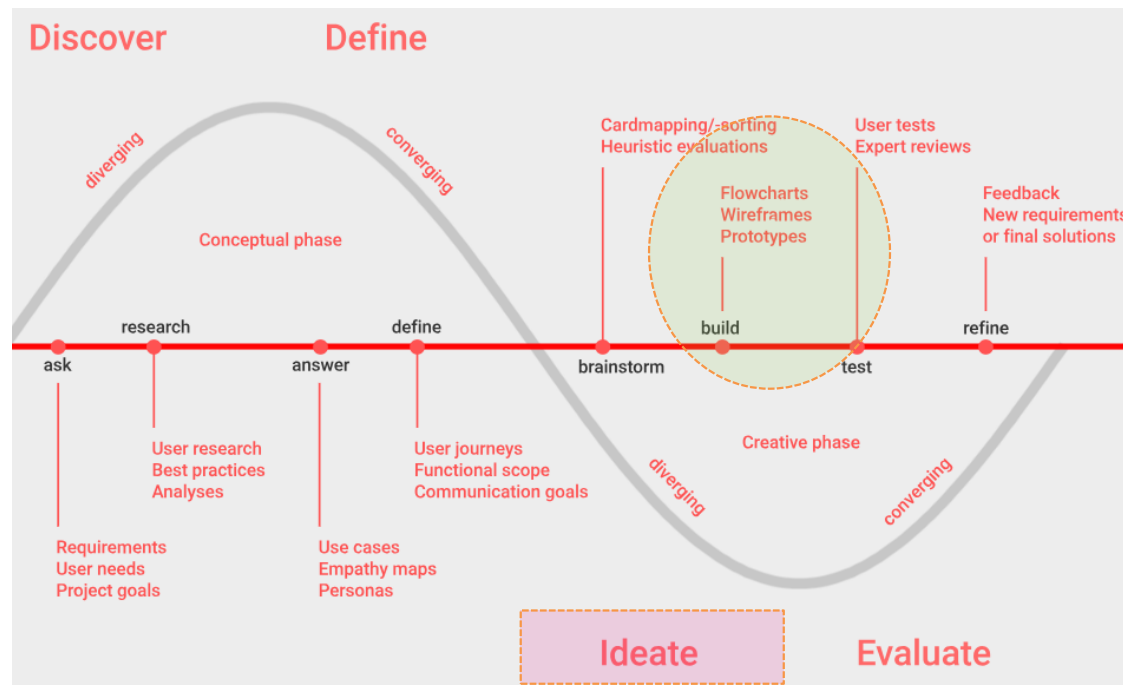 Discover
Define
diverging
converging
Cardmapping/-sorting
Heuristic evaluations
User tests
Expert reviews
Flowcharts
Wireframes
Prototypes
Feedback
New requirements
or final solutions
Conceptual phase
research
define
build
refine
ask
answer
brainstorm
test
User research
Best practices
Analyses
User journeys
Functional scope
Communication goals
Creative phase
diverging
converging
Requirements
User needs
Project goals
Use cases
Empathy maps
Personas
Ideate
Evaluate